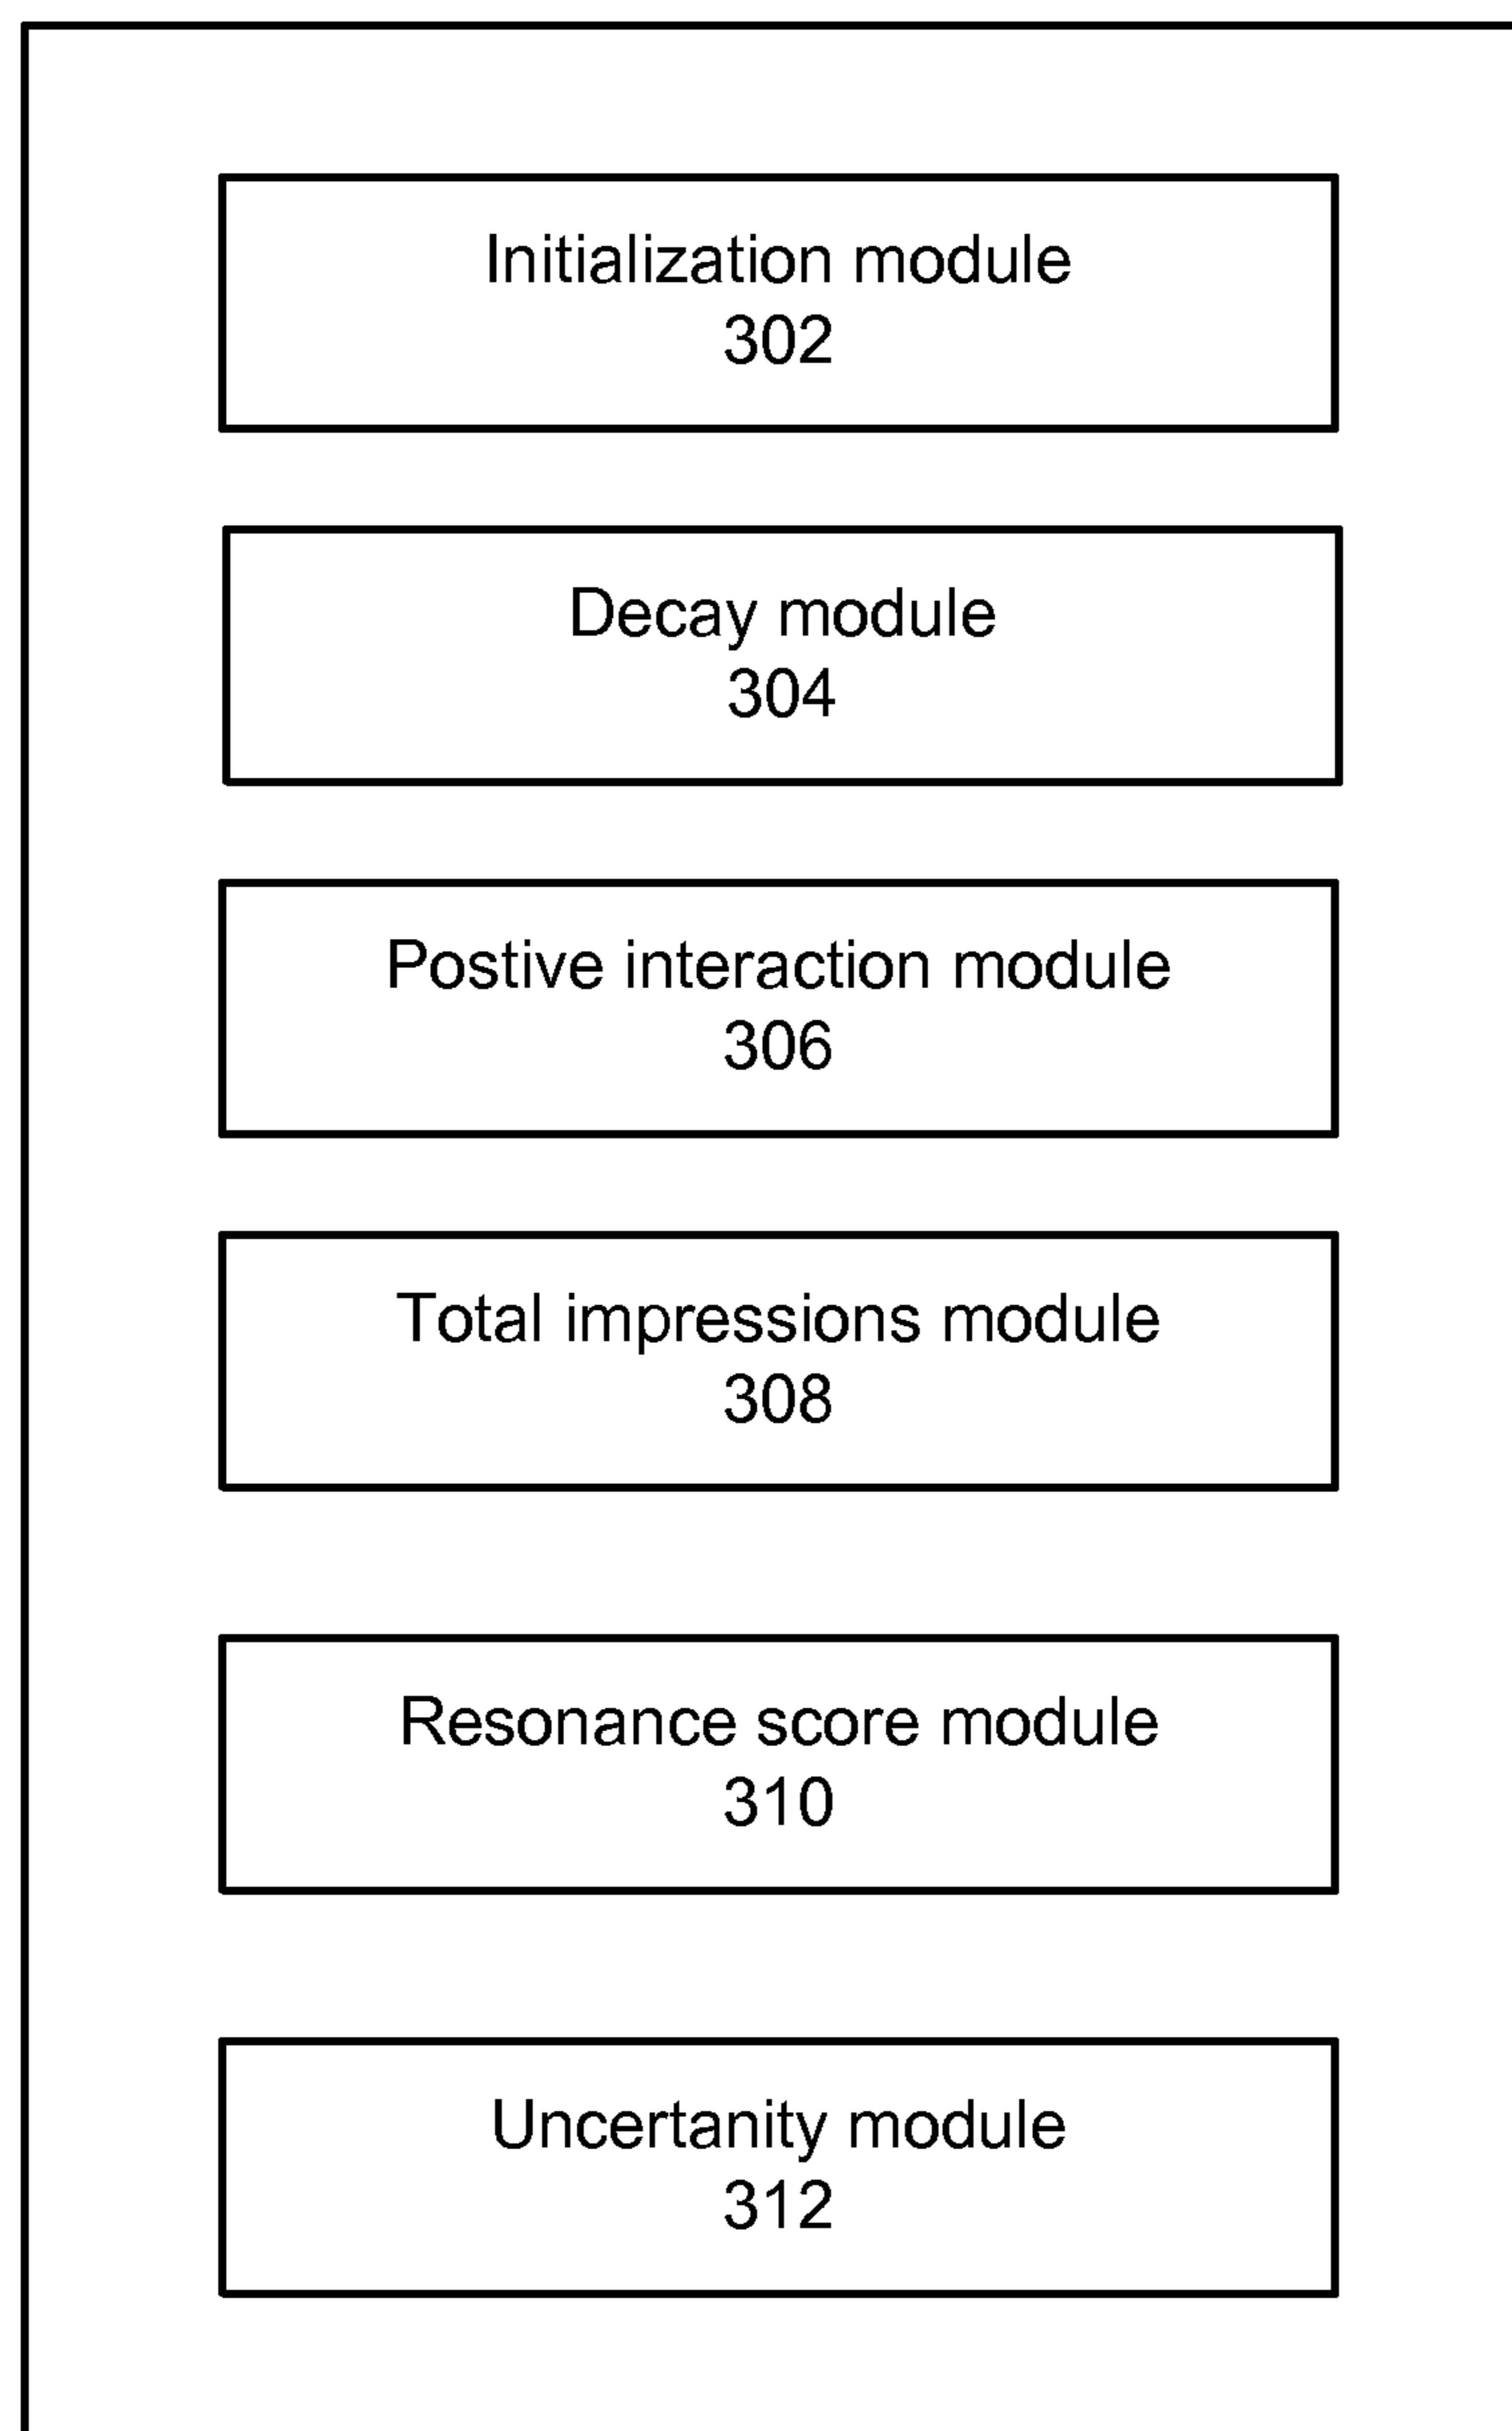 Initialization module
302
Decay module
304
Postive interaction module
306
Total impressions module
308
Resonance score module
310
Uncertanity module
312